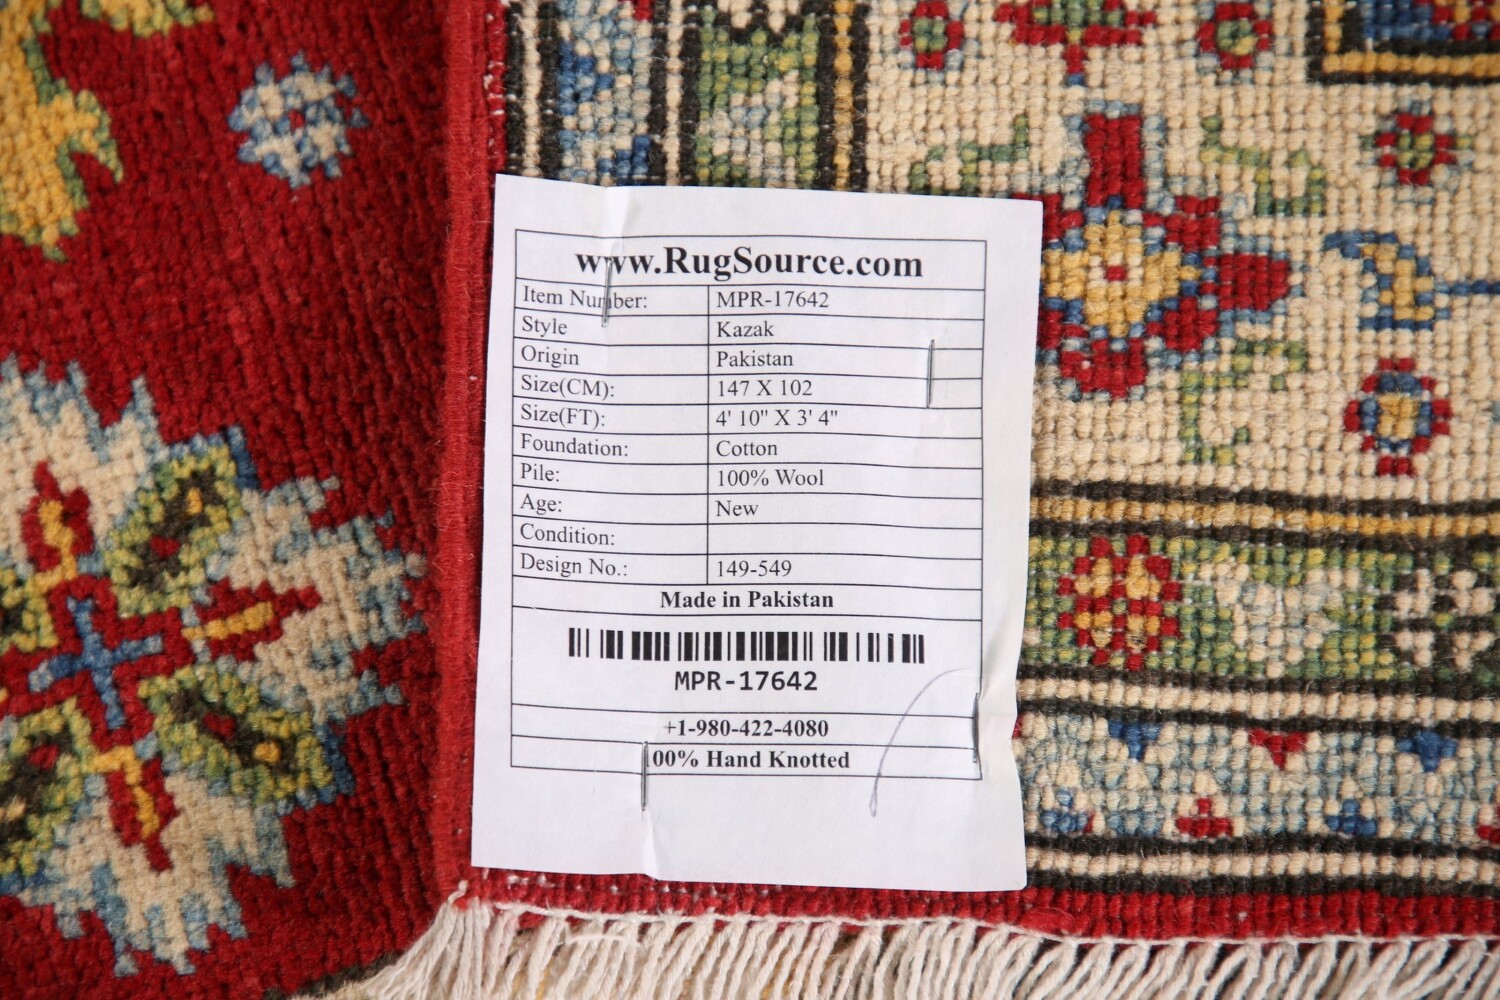 www.RugSource.com
Item Number: MPR-17642
Style Kazak
Origin Pakistan
Size(CM): 147 X 102
Size(FT): 4' 10" X 3' 4"
Foundation: Cotton
Pile: 100% Wool
Age: New
Condition:
Design No.: 149-549
Made in Pakistan
MPR-17642
+1-980-422-4080
100% Hand Knotted